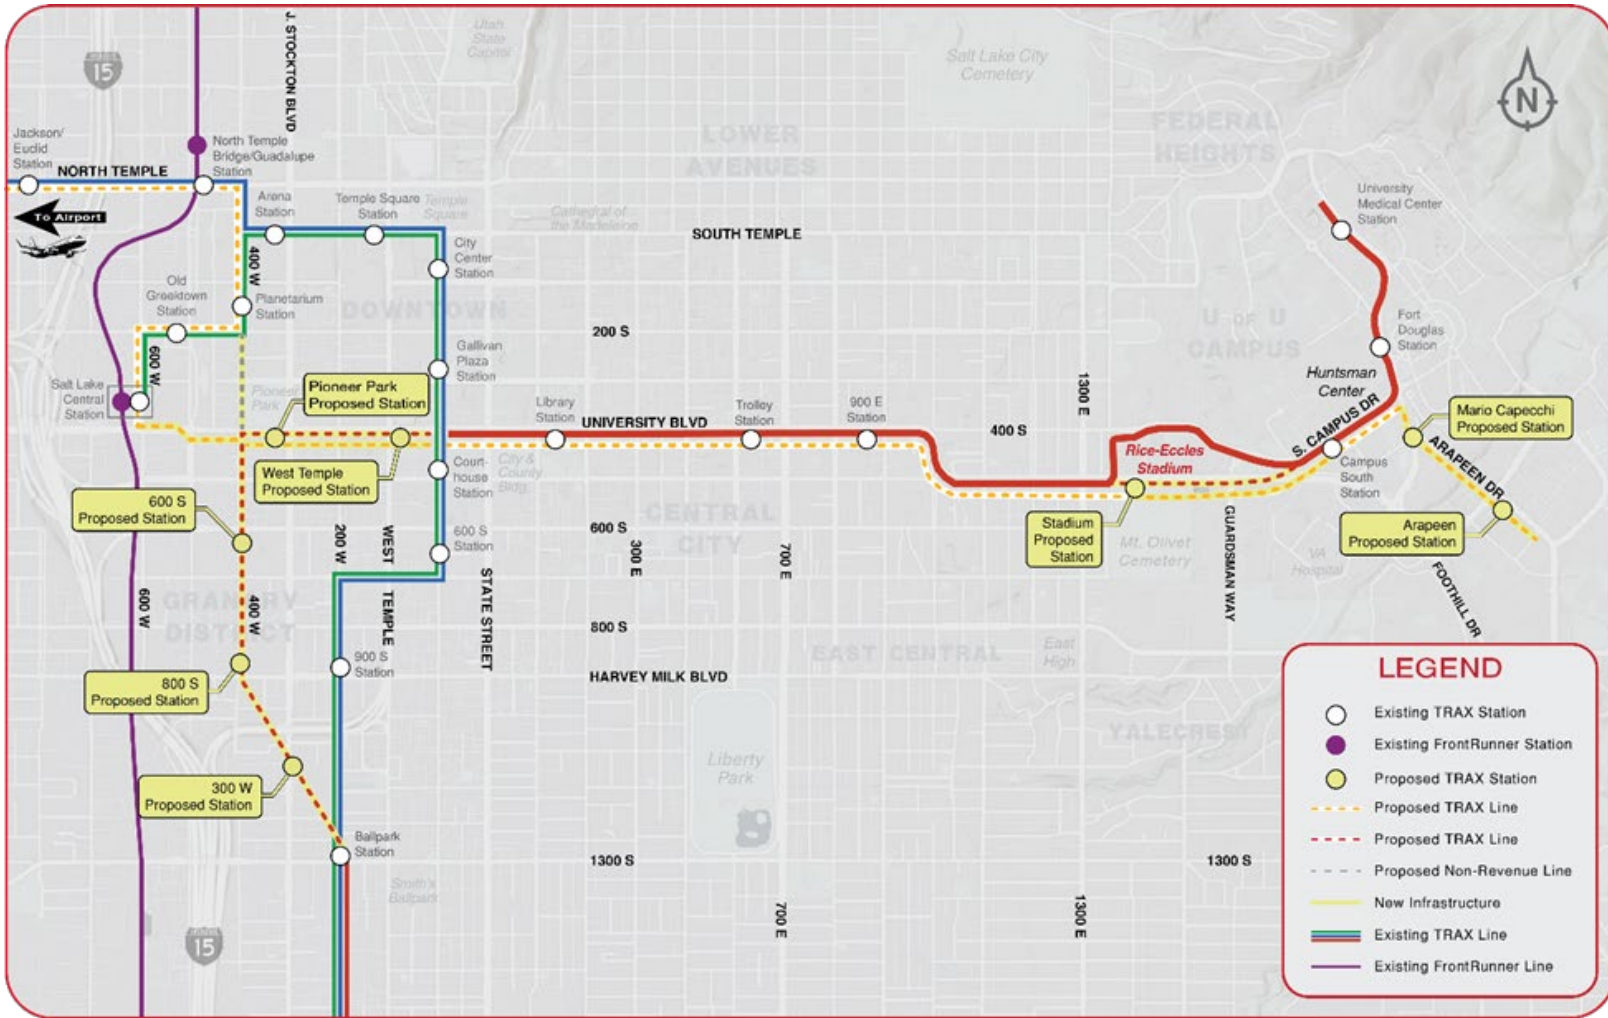 J. STOCKTON BLVD
Utah
State
Capitol
Salt Lake City
Cemetery
N
15
Jackson/
Euclid
Station
NORTH TEMPLE
North Temple
Bridge/Guadalupe
Station
To Airport
LOWER
AVENUES
FEDERAL
HEIGHTS
Arena
Station
Temple Square
Station
Temple
Square
Cathedral of
the Madeleine
SOUTH TEMPLE
University
Medical Center
Station
City
Center
Station
400 W
Old
Greektown
Station
Planetarium
Station
DOWNTOWN
200 S
U OF U
CAMPUS
Fort
Douglas
Station
600 W
Gallivan
Plaza
Station
Salt Lake
Central
Station
Pioneer
Park
Pioneer Park
Proposed Station
Huntsman
Center
1300 E
Library
Station
UNIVERSITY BLVD
Trolley
Station
900 E
Station
400 S
S. CAMPUS DR
Mario Capecchi
Proposed Station
Rice-Eccles
Stadium
ARAPEEN DR
West Temple
Proposed Station
Court-
house
Station
City &
County
Bldg.
Campus
South
Station
600 S
Proposed Station
CENTRAL
CITY
Stadium
Proposed
Station
Mt. Olivet
Cemetery
GUARDSMAN WAY
VA
Hospital
Arapeen
Proposed Station
200 W
WEST
TEMPLE
600 S
Station
STATE STREET
600 S
300 E
700 E
FOOTHILL DR
600 W
GRANARY
DISTRICT
400 W
800 S
EAST CENTRAL
East
High
900 S
Station
HARVEY MILK BLVD
800 S
Proposed Station
YALECREST
Liberty
Park
300 W
Proposed Station
Ballpark
Station
1300 S
1300 S
Smith's
Ballpark
700 E
1300 E
15
LEGEND
Existing TRAX Station
Existing FrontRunner Station
Proposed TRAX Station
Proposed TRAX Line
Proposed TRAX Line
Proposed Non-Revenue Line
New Infrastructure
Existing TRAX Line
Existing FrontRunner Line